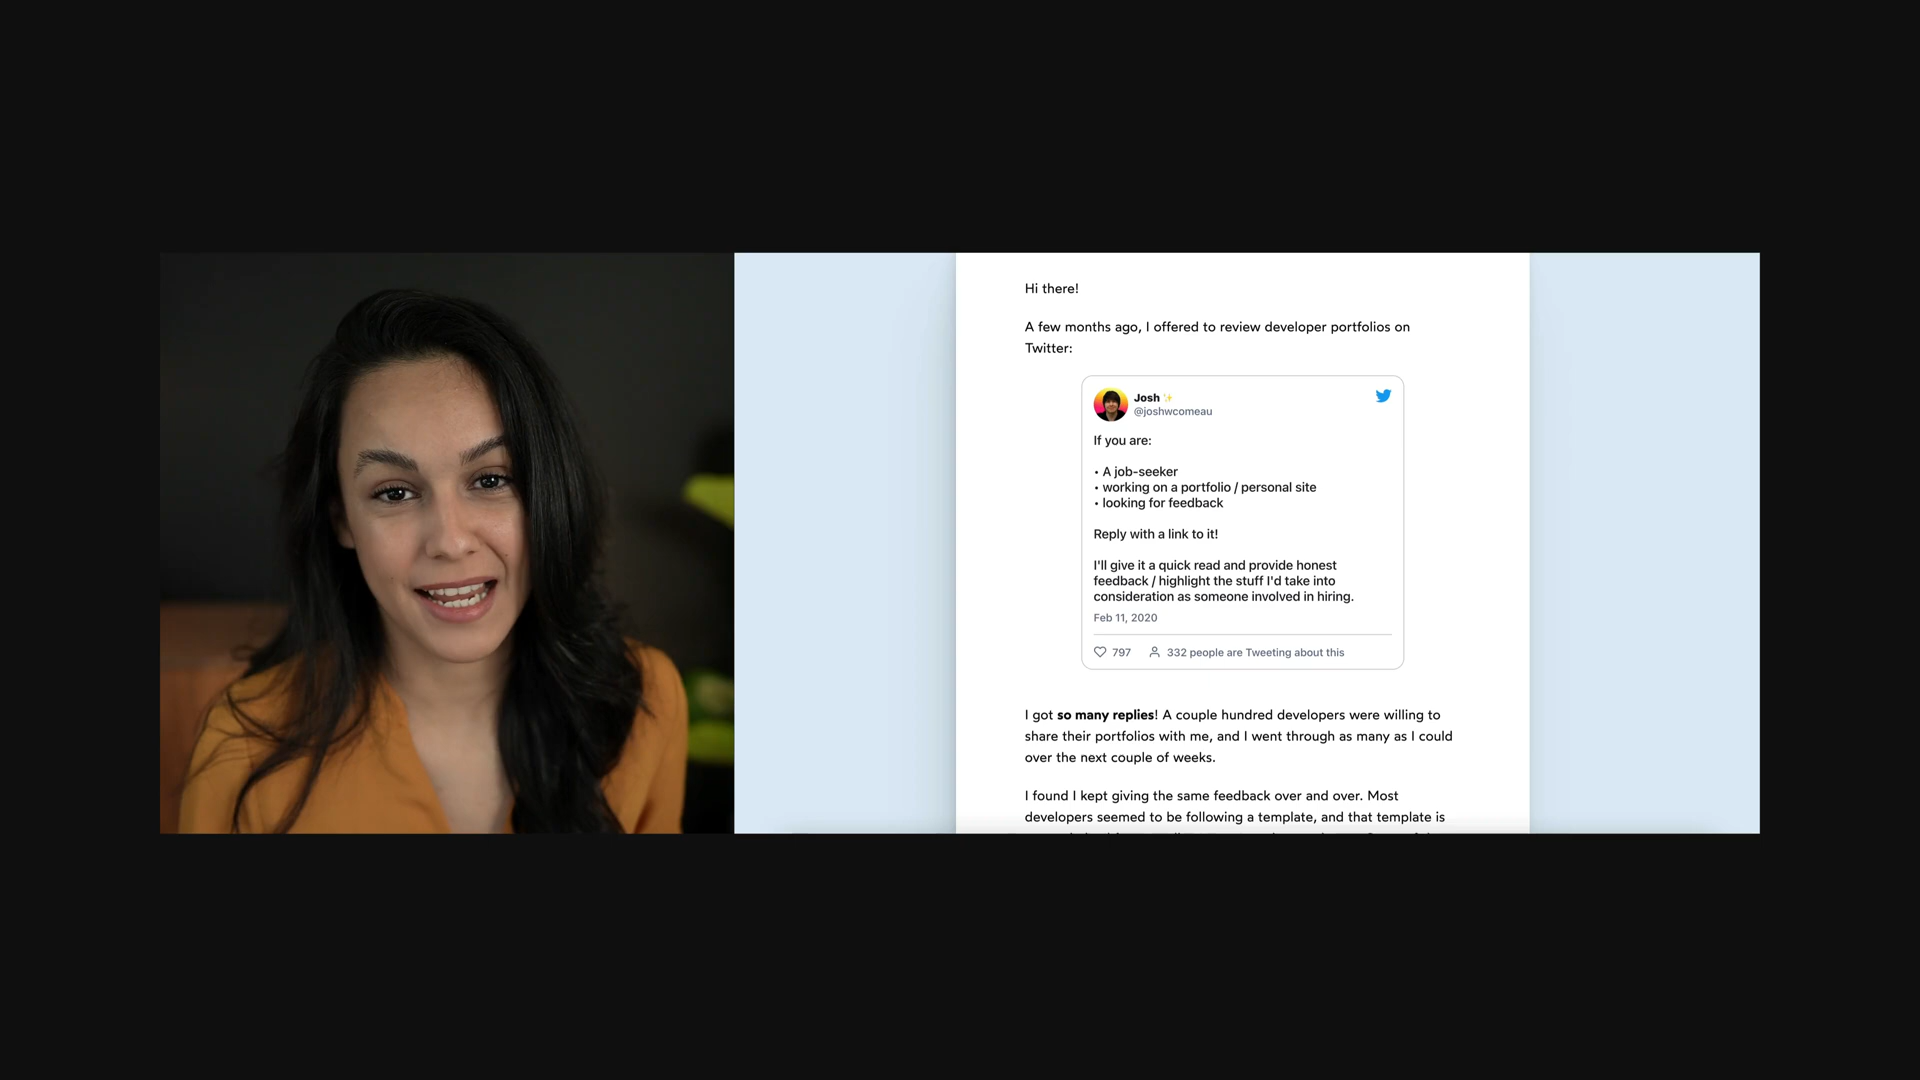 Hi there!
A few months ago, I offered to review developer portfolios on
Twitter:
Josh ✨
@joshwcomeau
If you are:
• A job-seeker
• working on a portfolio / personal site
• looking for feedback
Reply with a link to it!
I'll give it a quick read and provide honest
feedback / highlight the stuff I'd take into
consideration as someone involved in hiring.
Feb 11, 2020
797 332 people are Tweeting about this
I got so many replies! A couple hundred developers were willing to
share their portfolios with me, and I went through as many as I could
over the next couple of weeks.
I found I kept giving the same feedback over and over. Most
developers seemed to be following a template, and that template is